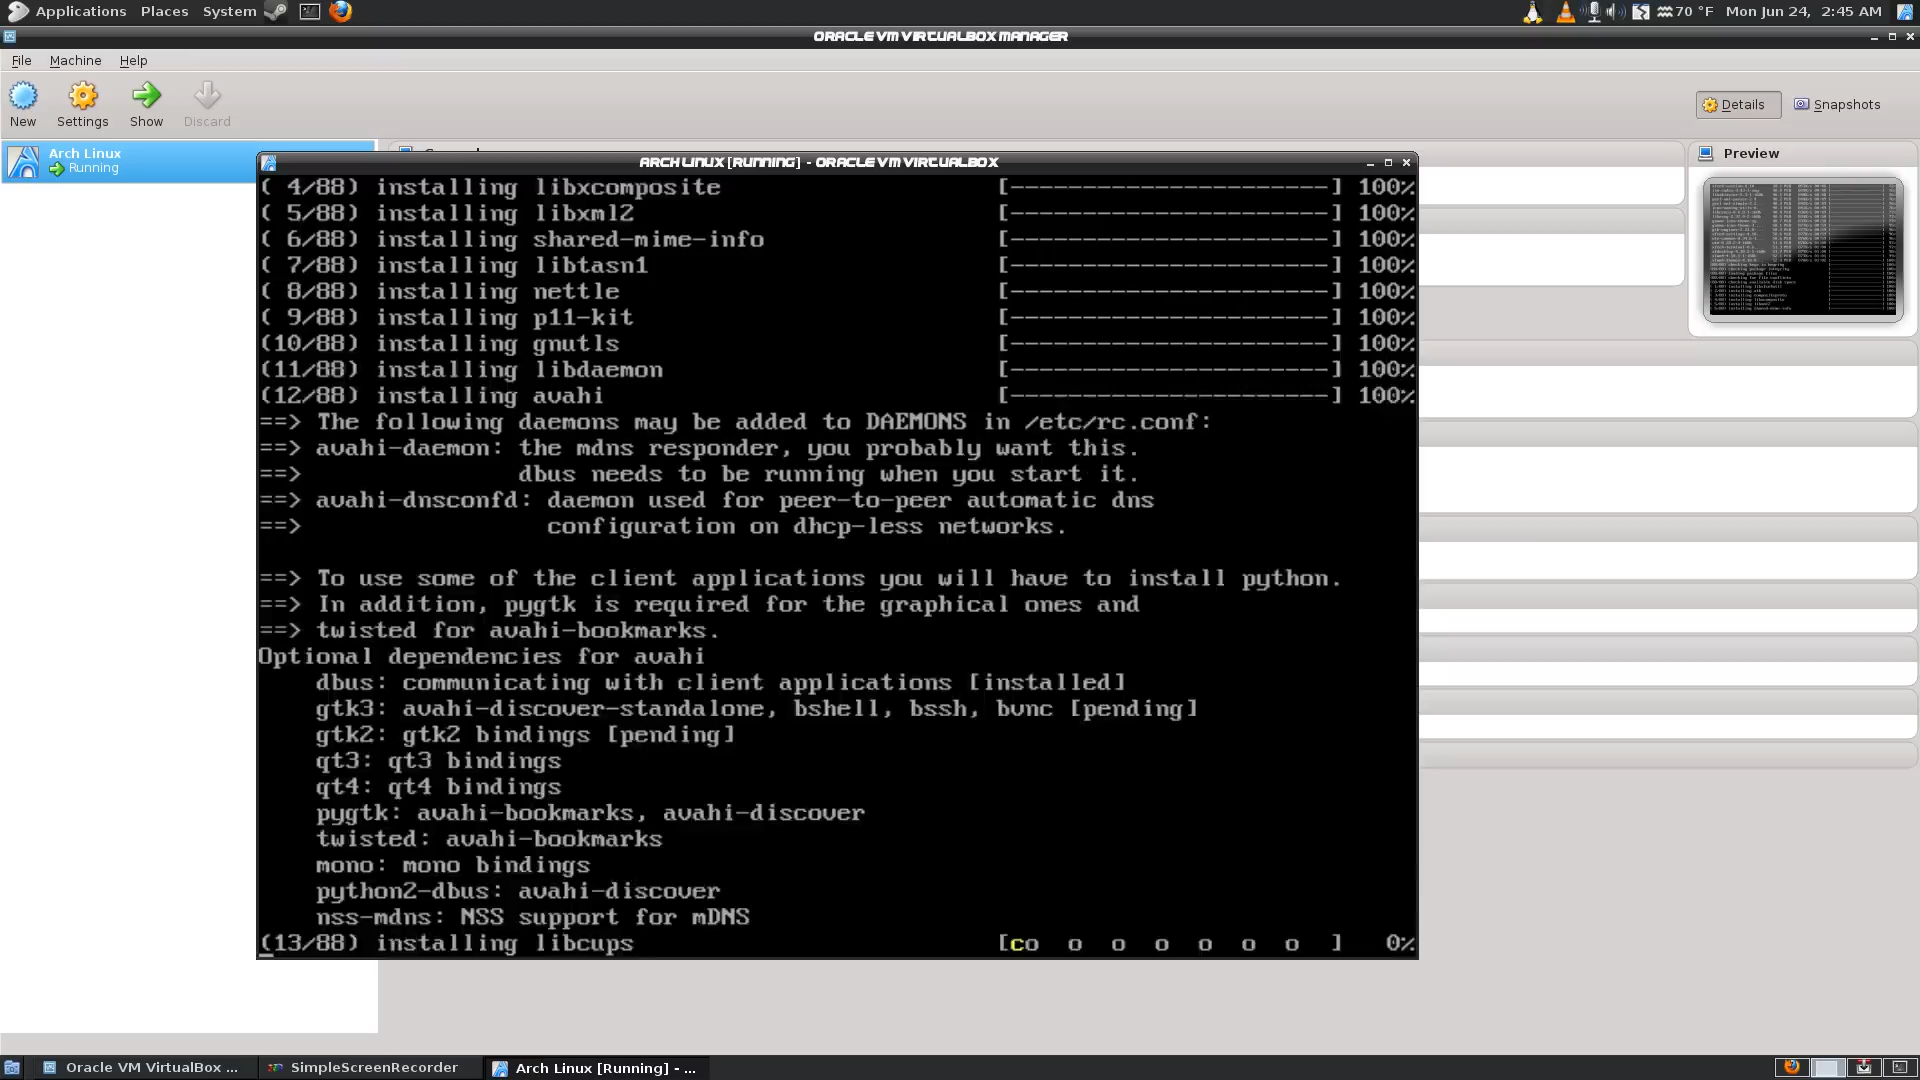 Applications Places System 70 °F Mon Jun 24, 2:45 AM
ORACLE VM VIRTUALBOX MANAGER
File Machine Help
New Settings Show Discard Details Snapshots
Arch Linux
Running
Preview
ARCH LINUX [RUNNING] - ORACLE VM VIRTUALBOX
( 4/88) installing libxcomposite [----------------------] 100%
( 5/88) installing libxml2 [----------------------] 100%
( 6/88) installing shared-mime-info [----------------------] 100%
( 7/88) installing libtasn1 [----------------------] 100%
( 8/88) installing nettle [----------------------] 100%
( 9/88) installing p11-kit [----------------------] 100%
(10/88) installing gnutls [----------------------] 100%
(11/88) installing libdaemon [----------------------] 100%
(12/88) installing avahi [----------------------] 100%
==> The following daemons may be added to DAEMONS in /etc/rc.conf:
==> avahi-daemon: the mdns responder, you probably want this.
==> dbus needs to be running when you start it.
==> avahi-dnsconfd: daemon used for peer-to-peer automatic dns
==> configuration on dhcp-less networks.
==> To use some of the client applications you will have to install python.
==> In addition, pygtk is required for the graphical ones and
==> twisted for avahi-bookmarks.
Optional dependencies for avahi
dbus: communicating with client applications [installed]
gtk3: avahi-discover-standalone, bshell, bssh, bvnc [pending]
gtk2: gtk2 bindings [pending]
qt3: qt3 bindings
qt4: qt4 bindings
pygtk: avahi-bookmarks, avahi-discover
twisted: avahi-bookmarks
mono: mono bindings
python2-dbus: avahi-discover
nss-mdns: NSS support for mDNS
(13/88) installing libcups [co o o o o o o ] 0%
Oracle VM VirtualBox ... SimpleScreenRecorder Arch Linux [Running] - ...